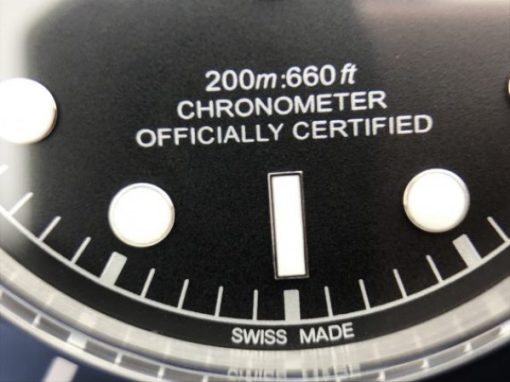 200m:660ft
CHRONOMETER
OFFICIALLY CERTIFIED
SWISS MADE